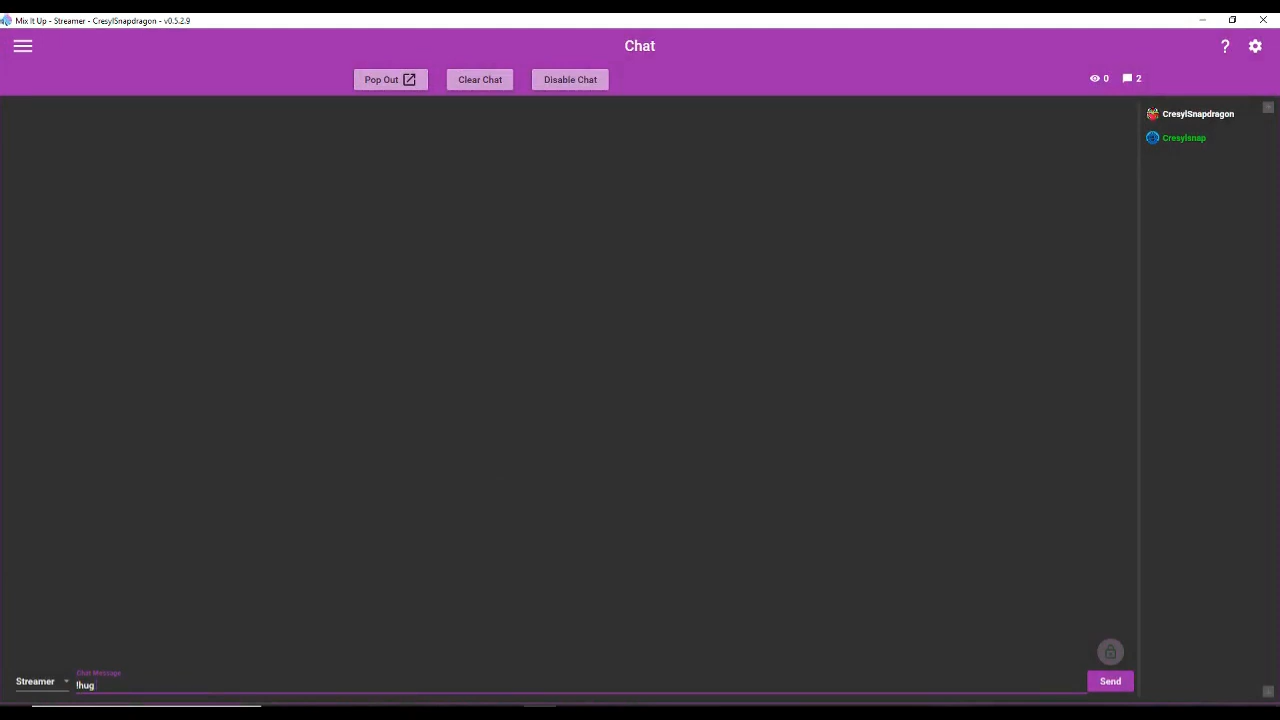 Mix It Up - Streamer - CresylSnapdragon - v0.5.2.9
Chat
?
Pop Out
Clear Chat
Disable Chat
0
2
CresylSnapdragon
Cresylsnap
Streamer
Chat Message
!hug
Send